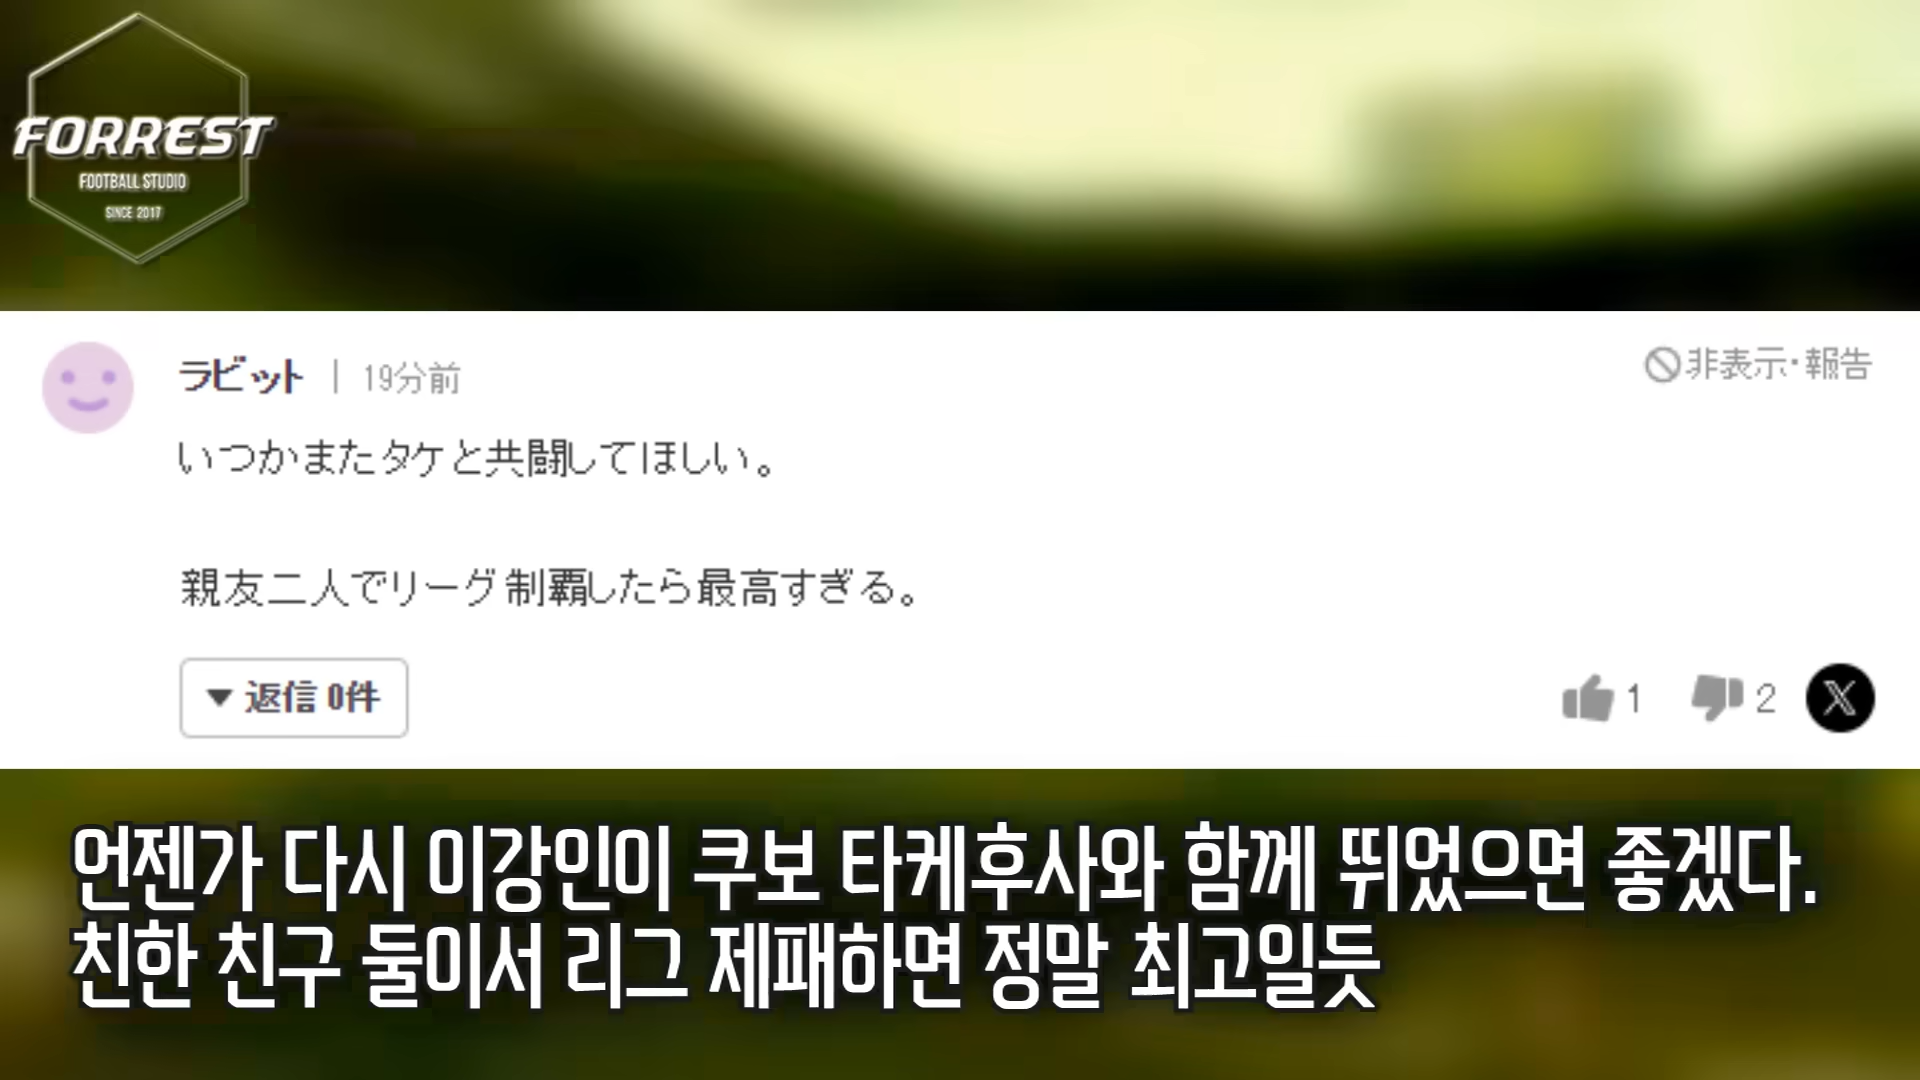 FORREST
FOOTBALL STUDIO
SINCE 2017
ラビット | 19分前
非表示・報告
いつかまたタケと共闘してほしい。
親友二人でリーグ制覇したら最高すぎる。
返信 0件
1
2
언젠가 다시 이강인이 쿠보 타케후사와 함께 뛰었으면 좋겠다.
친한 친구 둘이서 리그 제패하면 정말 최고일듯